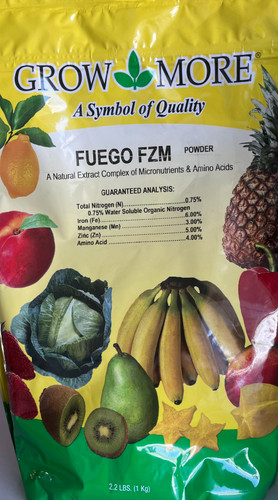 GROW MORE
A Symbol of Quality
FUEGO FZM POWDER
A Natural Extract Complex of Micronutrients & Amino Acids
GUARANTEED ANALYSIS:
Total Nitrogen (N)..........................0.75%
0.75% Water Soluble Organic Nitrogen
Iron (Fe)..........................................6.00%
Manganese (Mn)............................3.00%
Zinc (Zn).........................................5.00%
Amino Acid.....................................4.00%
2.2 LBS. (1 Kg)